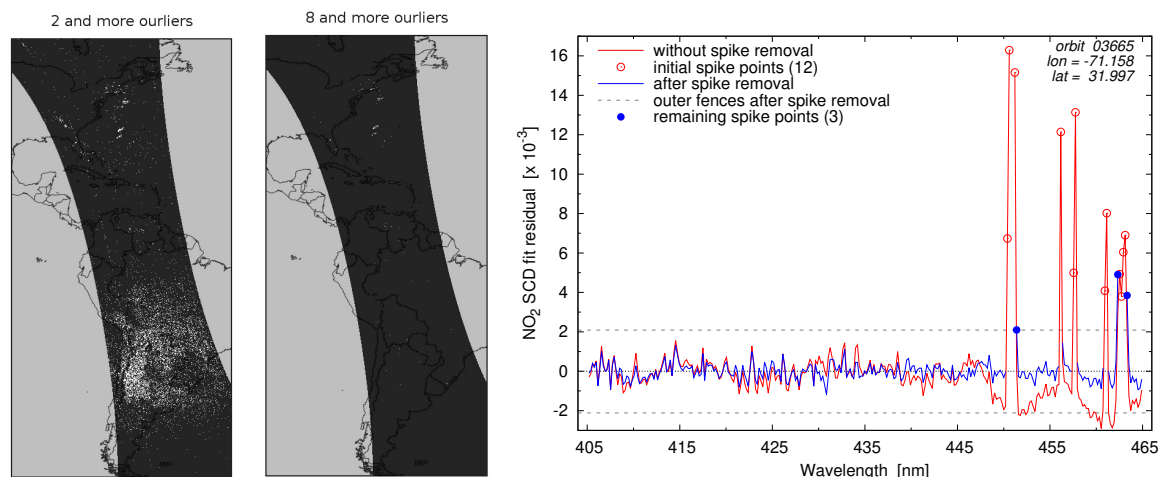 2 and more ourliers
8 and more ourliers
without spike removal
initial spike points (12)
after spike removal
outer fences after spike removal
remaining spike points (3)
orbit 03665
lon = -71.158
lat = 31.997
NO2 SCD fit residual [x 10-3]
16
14
12
10
8
6
4
2
0
-2
405 415 425 435 445 455 465
Wavelength [nm]